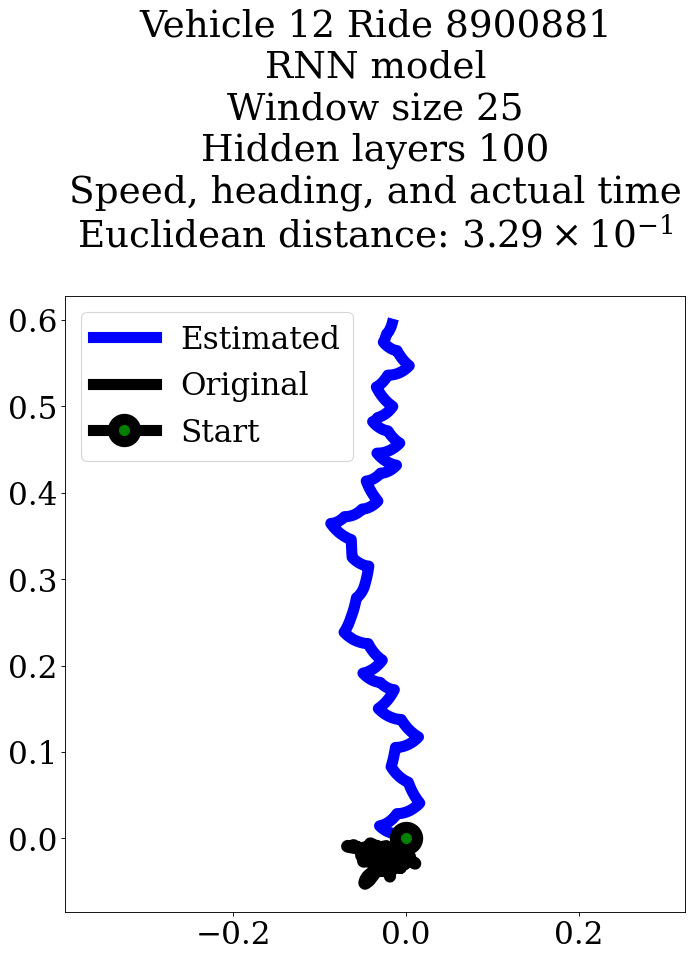 Vehicle 12 Ride 8900881
RNN model
Window size 25
Hidden layers 100
Speed, heading, and actual time
Euclidean distance: 3.29 × 10⁻¹
Estimated
Original
Start
0.6
0.5
0.4
0.3
0.2
0.1
0.0
−0.2
0.0
0.2